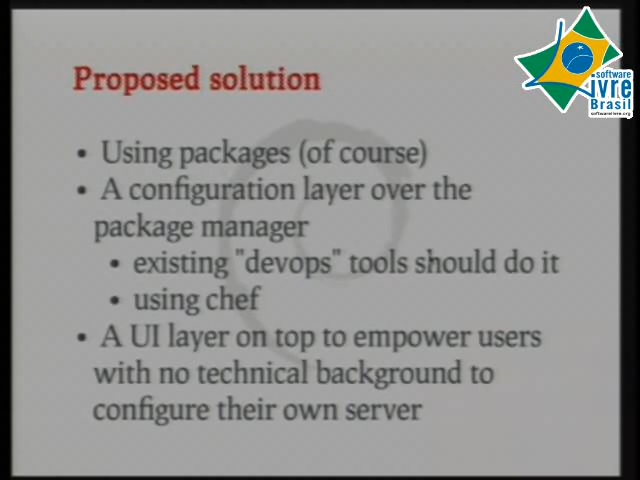 Proposed solution
• Using packages (of course)
• A configuration layer over the
package manager
• existing "devops" tools should do it
• using chef
• A UI layer on top to empower users
with no technical background to
configure their own server
software
ivre
Brasil
softwarelivre.org